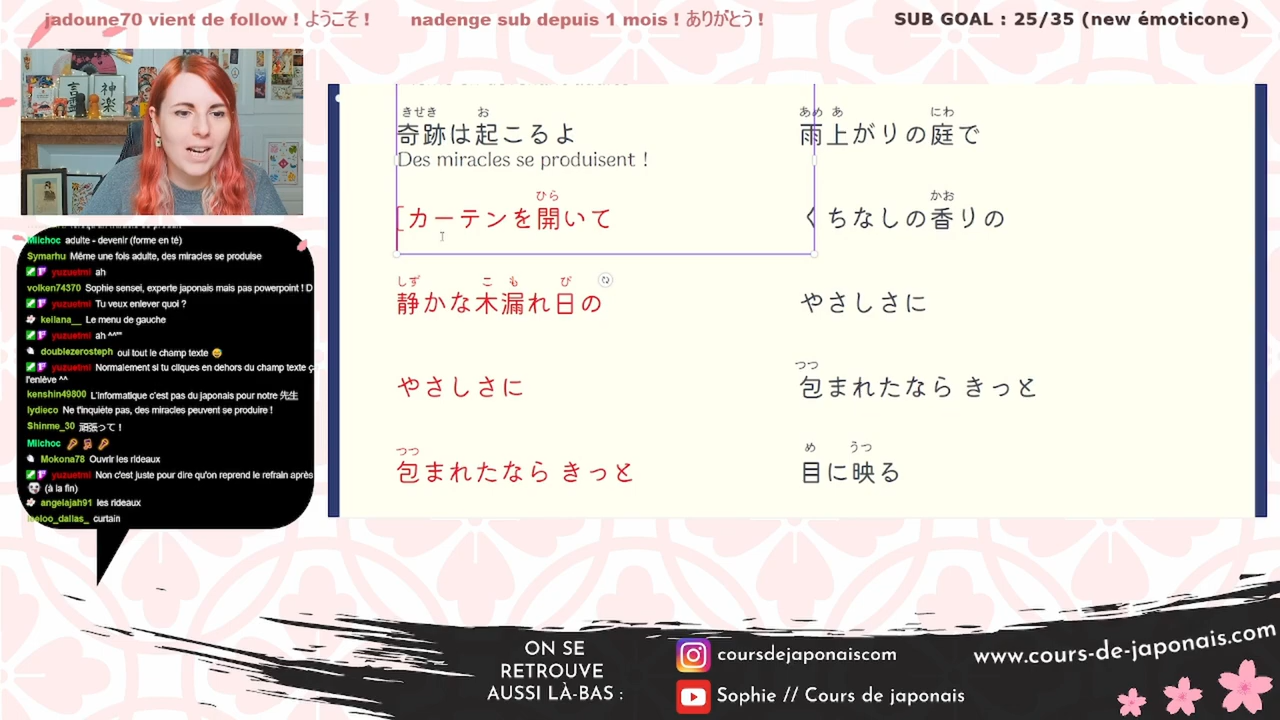 jadoune70 vient de follow ! ようこそ !
nadenge sub depuis 1 mois ! ありがとう !
SUB GOAL : 25/35 (new émoticone)
神楽
Milchoc adulte - devenir (forme en té)
Symarhu Même une fois adulte, des miracles se produise
yuzuetmi ah
volken74370 Sophie sensei, experte japonais mais pas powerpoint ! D
yuzuetmi Tu veux enlever quoi ?
keilana__ Le menu de gauche
yuzuetmi ah ^^""
doublezerosteph oui tout le champ texte
yuzuetmi Normalement si tu cliques en dehors du champ texte ç
l'enlève ^^
kenshin49800 L'informatique c'est pas du japonais pour notre 先生
lydieco Ne t'inquiète pas, des miracles peuvent se produire !
Shinme_30 頑張って !
Milchoc
Mokona78 Ouvrir les rideaux
yuzuetmi Non c'est juste pour dire qu'on reprend le refrain après
(à la fin)
angelajah91 les rideaux
meloo_dallas_ curtain
きせき お
奇跡は起こるよ
Des miracles se produisent !
ひら
[カーテンを開いて
しず こ も び
静かな木漏れ日の
やさしさに
つつ
包まれたなら きっと
あめ あ にわ
雨上がりの庭で
かお
くちなしの香りの
やさしさに
つつ
包まれたなら きっと
め うつ
目に映る
ON SE
RETROUVE
AUSSI LÀ-BAS :
coursdejaponaiscom
Sophie // Cours de japonais
www.cours-de-japonais.com